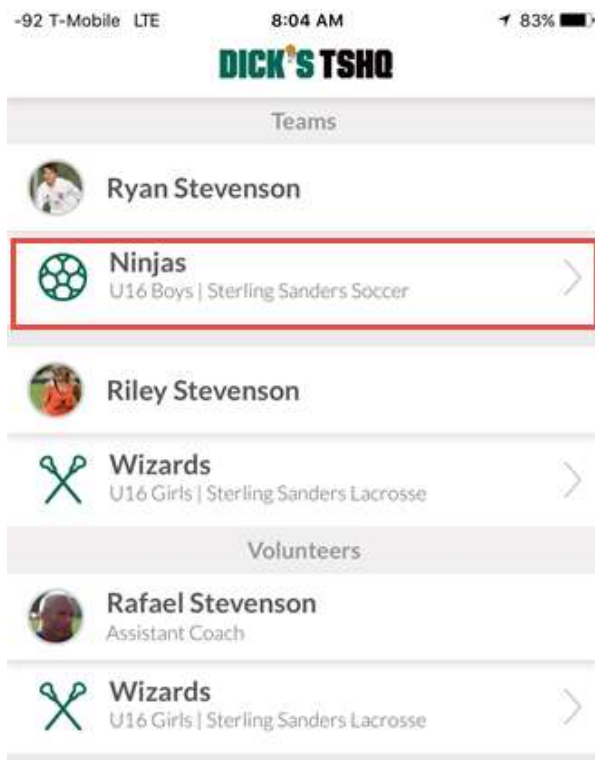 -92 T-Mobile LTE 8:04 AM 83%
DICK'S TSHQ
Teams
Ryan Stevenson
Ninjas
U16 Boys | Sterling Sanders Soccer
Riley Stevenson
Wizards
U16 Girls | Sterling Sanders Lacrosse
Volunteers
Rafael Stevenson
Assistant Coach
Wizards
U16 Girls | Sterling Sanders Lacrosse